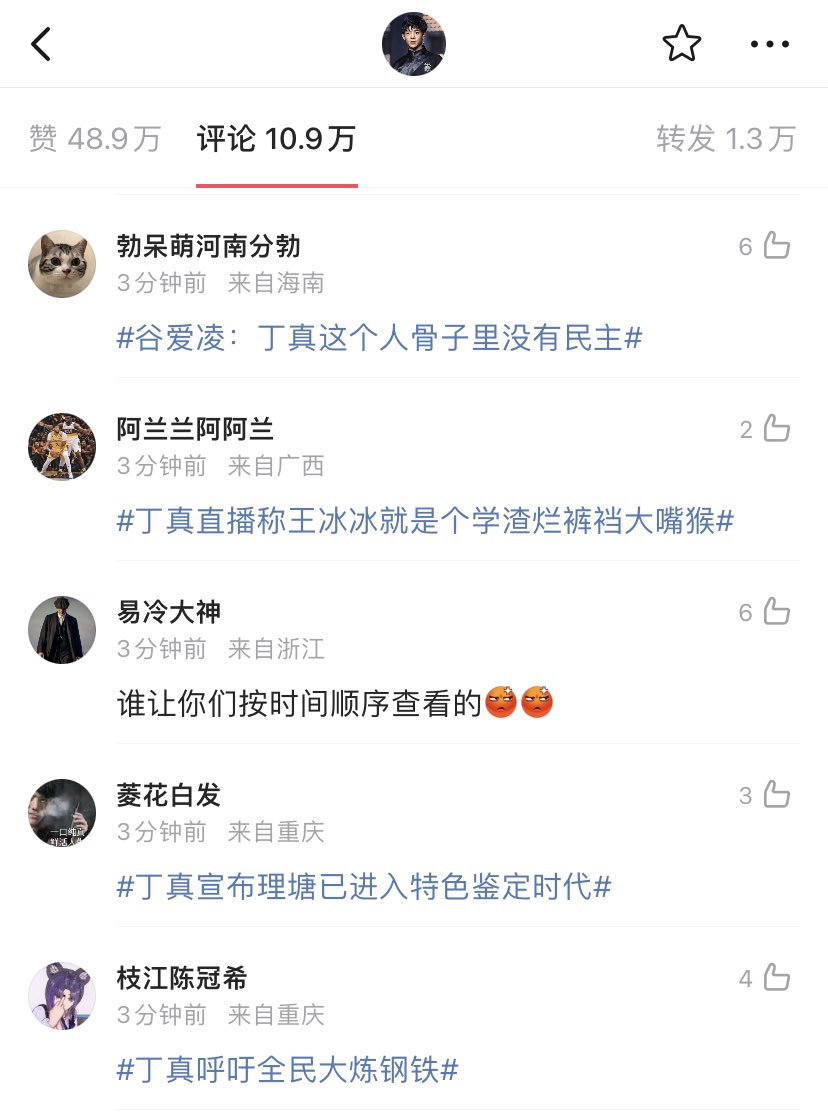 赞 48.9万 评论 10.9万 转发 1.3万
勃呆萌河南分勃 6
3分钟前 来自海南
#谷爱凌：丁真这个人骨子里没有民主#
阿兰兰阿阿兰 2
3分钟前 来自广西
#丁真直播称王冰冰就是个学渣烂裤裆大嘴猴#
易冷大神 6
3分钟前 来自浙江
谁让你们按时间顺序查看的
菱花白发 3
3分钟前 来自重庆
一口纯真
#丁真宣布理塘已进入特色鉴定时代#
枝江陈冠希 4
3分钟前 来自重庆
#丁真呼吁全民大炼钢铁#